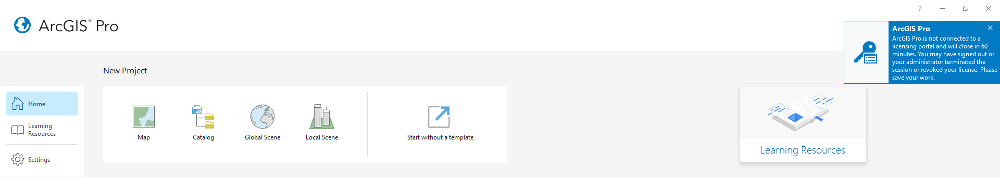 ?
ArcGIS® Pro
ArcGIS Pro
ArcGIS Pro is not connected to a
licensing portal and will close in 60
minutes. You may have signed out or
your administrator terminated the
session or revoked your license. Please
save your work.
New Project
Home
Learning
Resources
Settings
Map
Catalog
Global Scene
Local Scene
Start without a template
Learning Resources